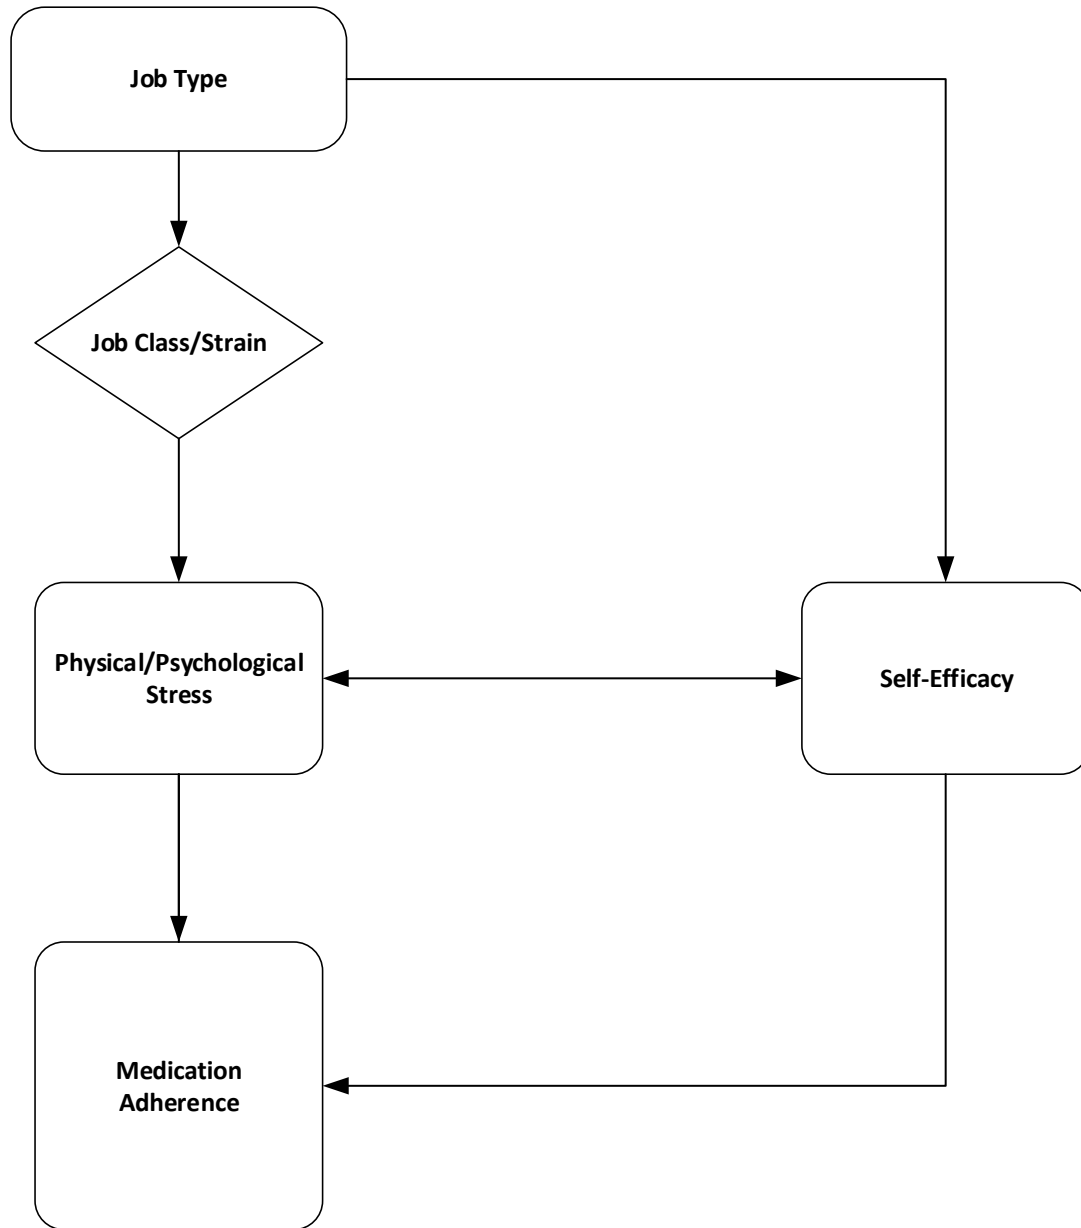 Job Type
Job Class/Strain
Physical/Psychological
Stress
Self-Efficacy
Medication
Adherence